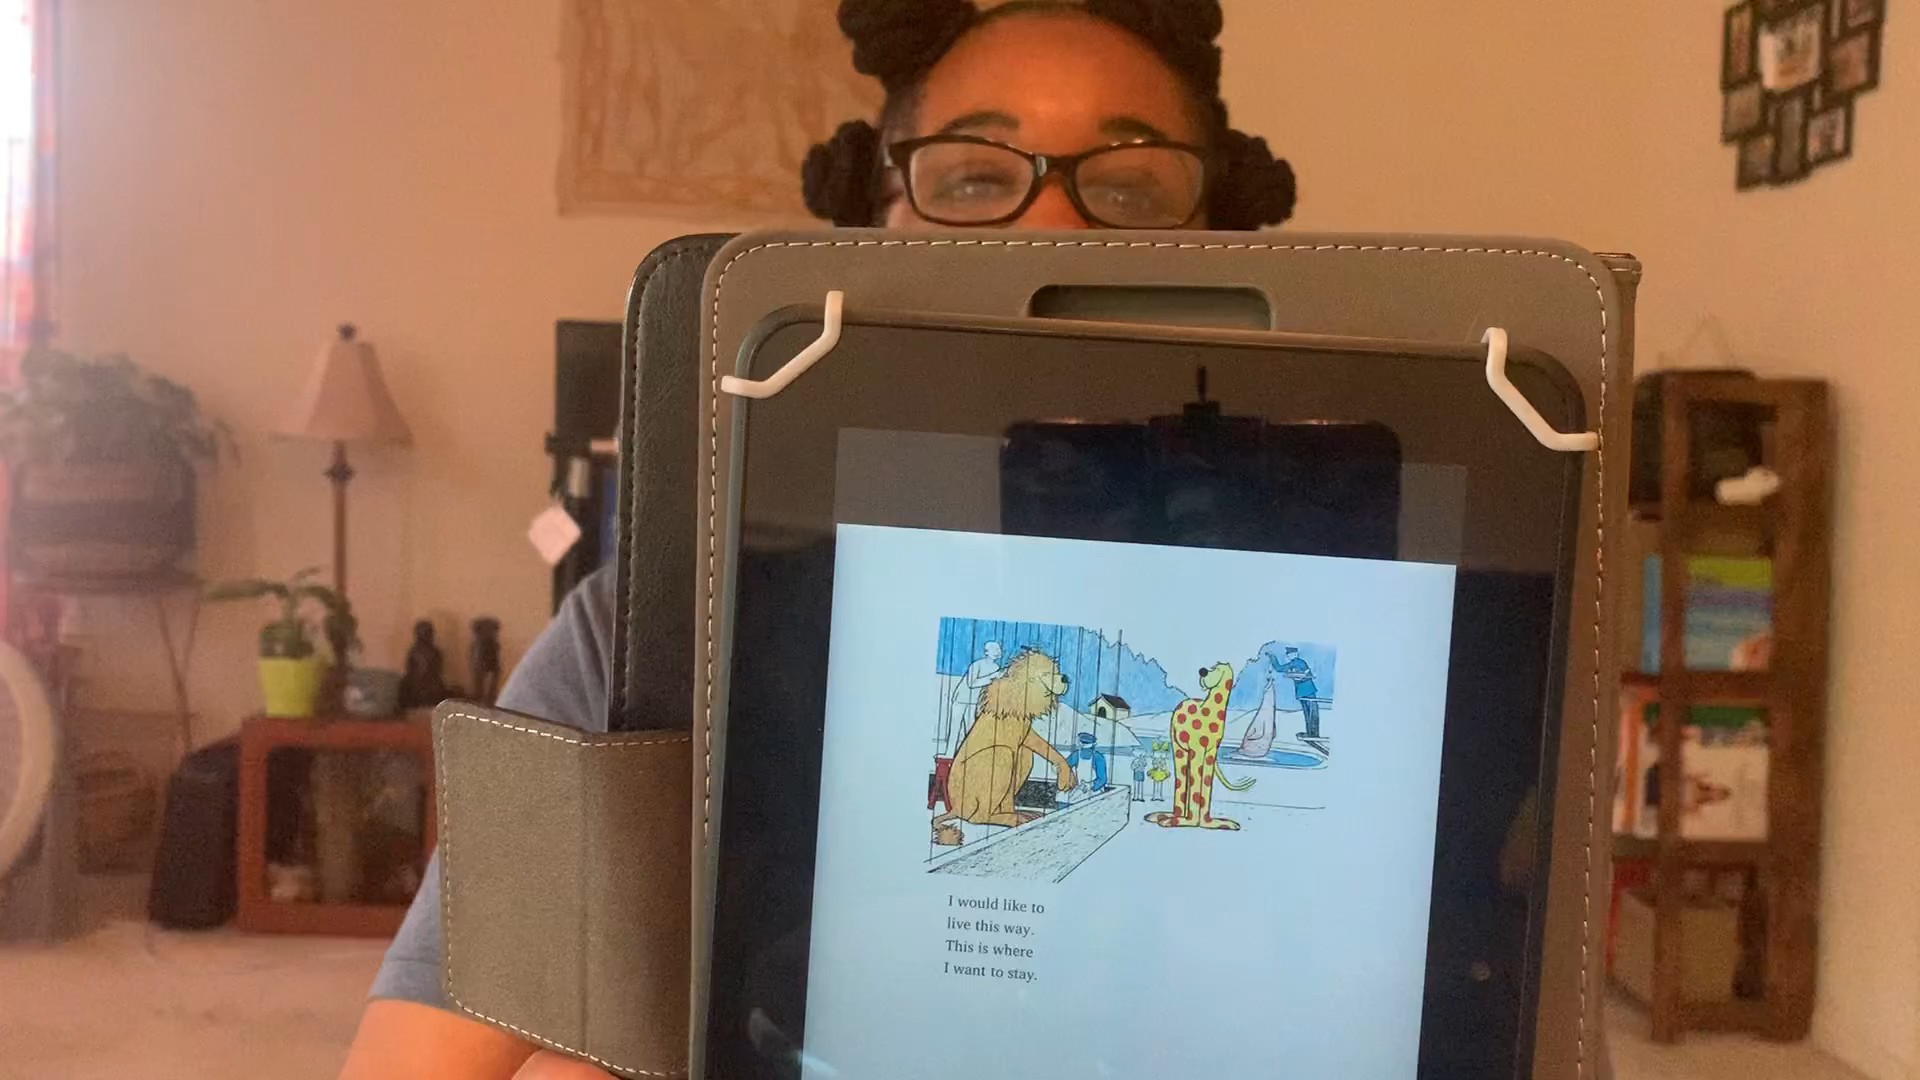 I would like to
live this way.
This is where
I want to stay.